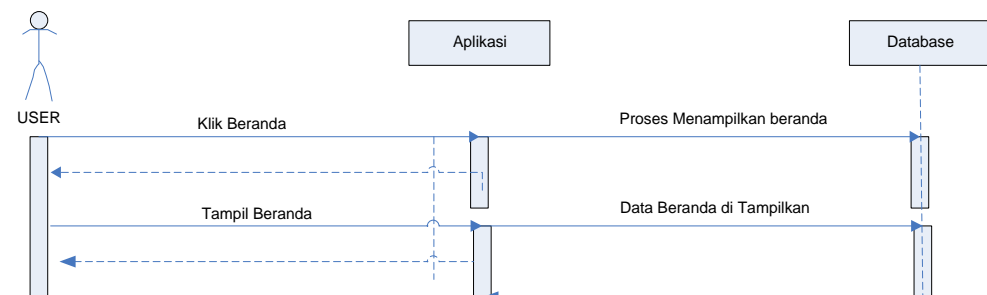 Aplikasi
Database
USER
Klik Beranda
Proses Menampilkan beranda
Tampil Beranda
Data Beranda di Tampilkan